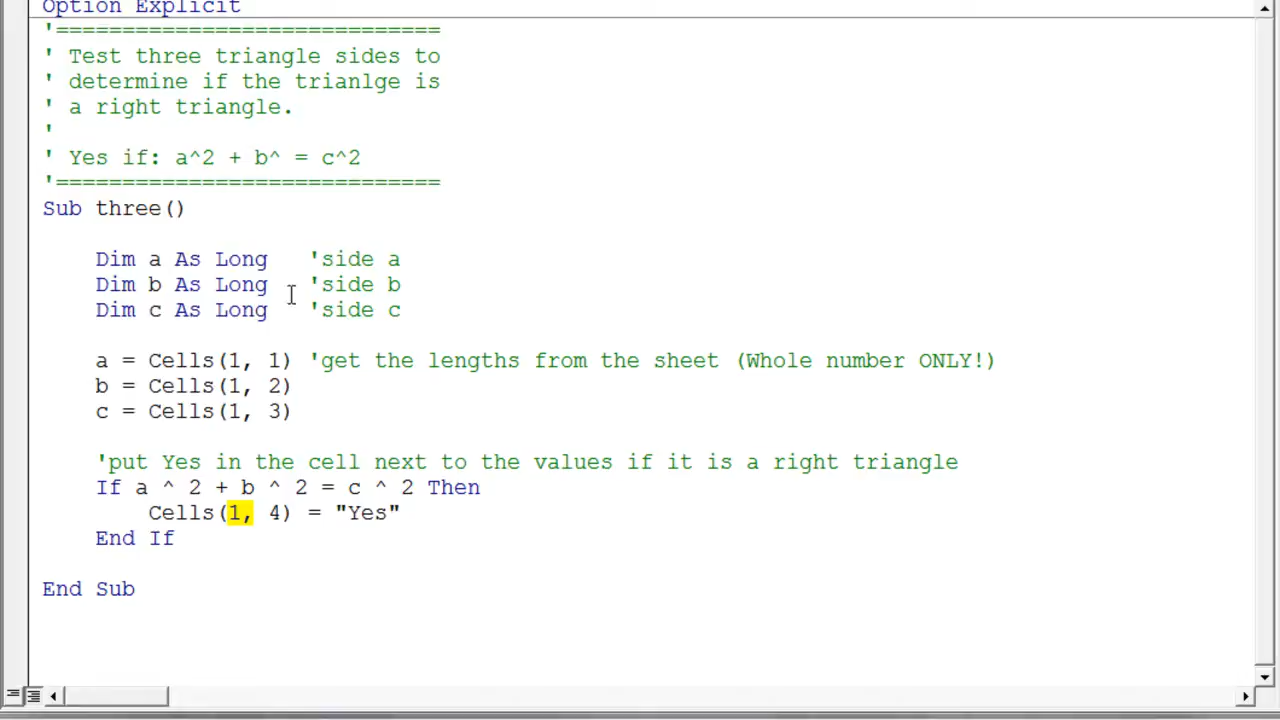 Option Explicit
'=============================
' Test three triangle sides to
' determine if the trianlge is
' a right triangle.
'
' Yes if: a^2 + b^ = c^2
'=============================
Sub three()
Dim a As Long 'side a
Dim b As Long 'side b
Dim c As Long 'side c
a = Cells(1, 1) 'get the lengths from the sheet (Whole number ONLY!)
b = Cells(1, 2)
c = Cells(1, 3)
'put Yes in the cell next to the values if it is a right triangle
If a ^ 2 + b ^ 2 = c ^ 2 Then
Cells(1, 4) = "Yes"
End If
End Sub